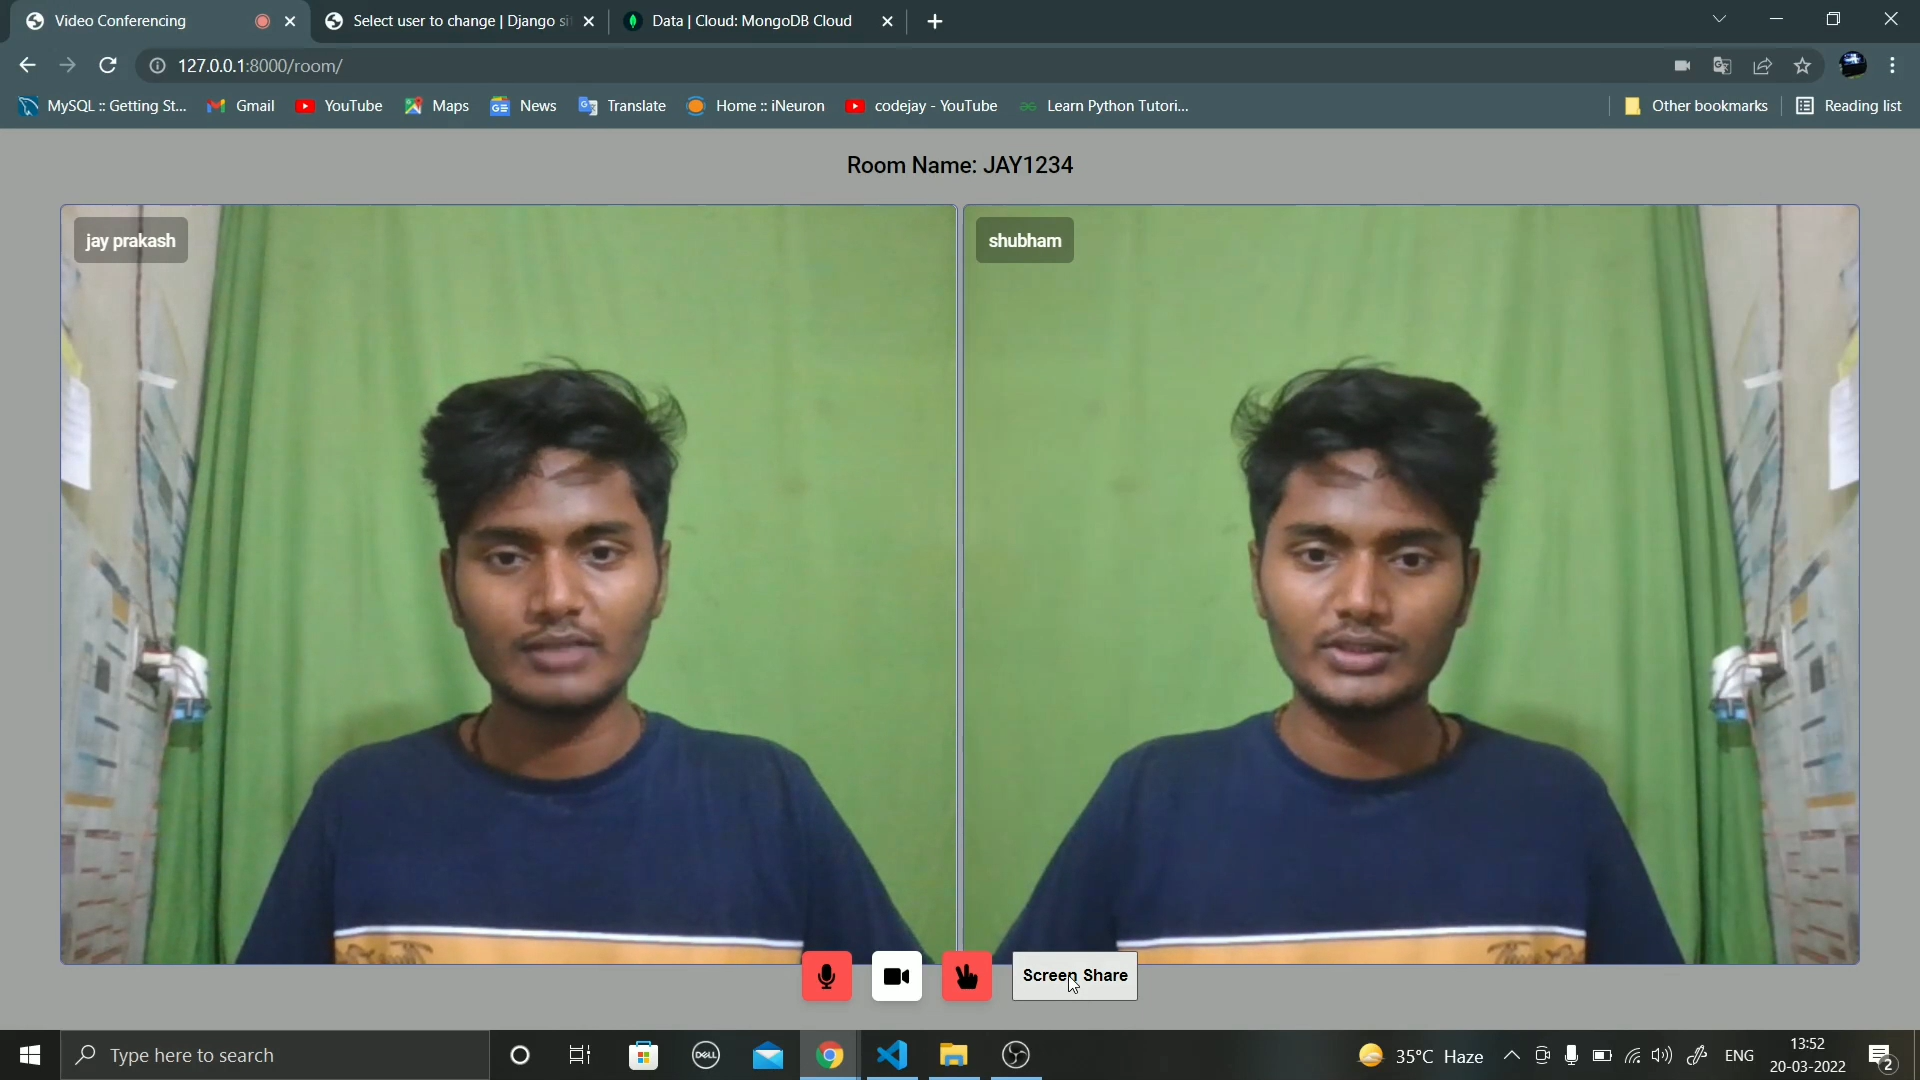 Video Conferencing
Select user to change | Django si
Data | Cloud: MongoDB Cloud
127.0.0.1:8000/room/
MySQL :: Getting St...
Gmail
YouTube
Maps
News
Translate
Home :: iNeuron
codejay - YouTube
Learn Python Tutori...
Other bookmarks
Reading list
Room Name: JAY1234
jay prakash
shubham
Screen Share
Type here to search
DELL
35°C Haze
ENG
13:52
20-03-2022
2